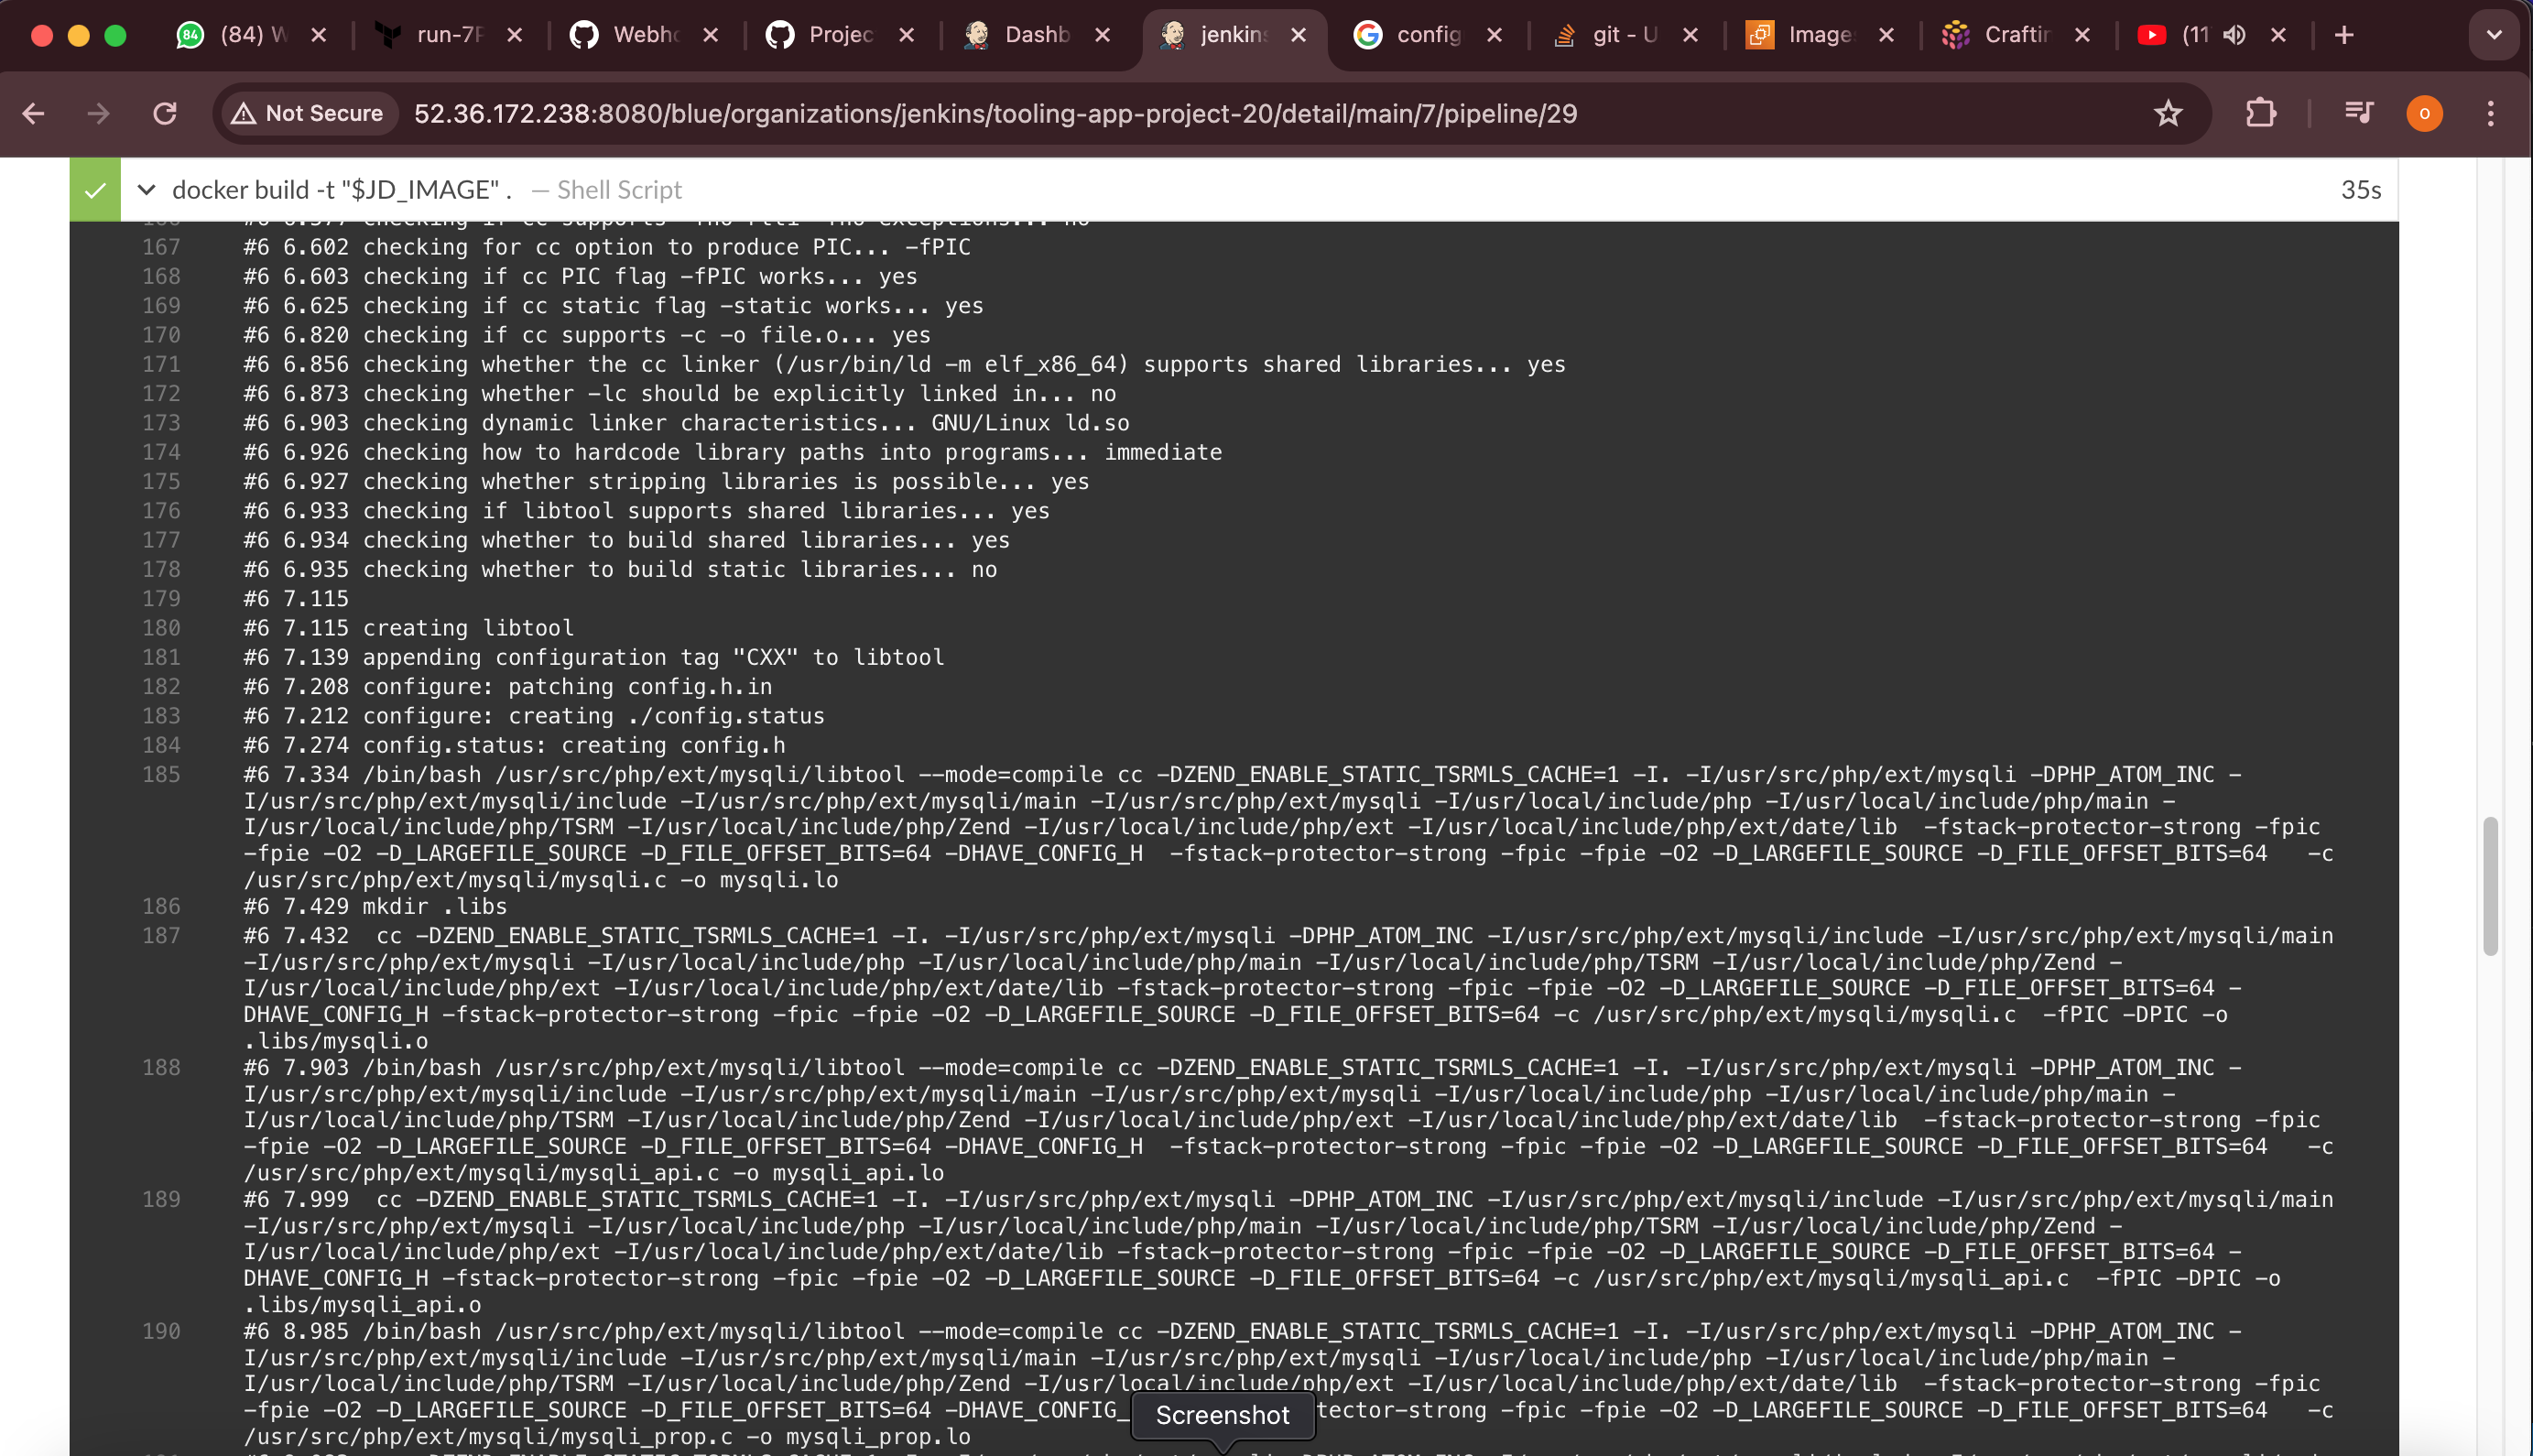 84 (84) W
run-7F
Webho
Projec
Dashb
jenkins
config
git - U
Image
Craftin
(11
Not Secure 52.36.172.238:8080/blue/organizations/jenkins/tooling-app-project-20/detail/main/7/pipeline/29
O
docker build -t "$JD_IMAGE" . — Shell Script 35s
167 #6 6.602 checking for cc option to produce PIC... -fPIC
168 #6 6.603 checking if cc PIC flag -fPIC works... yes
169 #6 6.625 checking if cc static flag -static works... yes
170 #6 6.820 checking if cc supports -c -o file.o... yes
171 #6 6.856 checking whether the cc linker (/usr/bin/ld -m elf_x86_64) supports shared libraries... yes
172 #6 6.873 checking whether -lc should be explicitly linked in... no
173 #6 6.903 checking dynamic linker characteristics... GNU/Linux ld.so
174 #6 6.926 checking how to hardcode library paths into programs... immediate
175 #6 6.927 checking whether stripping libraries is possible... yes
176 #6 6.933 checking if libtool supports shared libraries... yes
177 #6 6.934 checking whether to build shared libraries... yes
178 #6 6.935 checking whether to build static libraries... no
179 #6 7.115
180 #6 7.115 creating libtool
181 #6 7.139 appending configuration tag "CXX" to libtool
182 #6 7.208 configure: patching config.h.in
183 #6 7.212 configure: creating ./config.status
184 #6 7.274 config.status: creating config.h
185 #6 7.334 /bin/bash /usr/src/php/ext/mysqli/libtool --mode=compile cc -DZEND_ENABLE_STATIC_TSRMLS_CACHE=1 -I. -I/usr/src/php/ext/mysqli -DPHP_ATOM_INC -
I/usr/src/php/ext/mysqli/include -I/usr/src/php/ext/mysqli/main -I/usr/src/php/ext/mysqli -I/usr/local/include/php -I/usr/local/include/php/main -
I/usr/local/include/php/TSRM -I/usr/local/include/php/Zend -I/usr/local/include/php/ext -I/usr/local/include/php/ext/date/lib -fstack-protector-strong -fpic
-fpie -O2 -D_LARGEFILE_SOURCE -D_FILE_OFFSET_BITS=64 -DHAVE_CONFIG_H -fstack-protector-strong -fpic -fpie -O2 -D_LARGEFILE_SOURCE -D_FILE_OFFSET_BITS=64 -c
/usr/src/php/ext/mysqli/mysqli.c -o mysqli.lo
186 #6 7.429 mkdir .libs
187 #6 7.432 cc -DZEND_ENABLE_STATIC_TSRMLS_CACHE=1 -I. -I/usr/src/php/ext/mysqli -DPHP_ATOM_INC -I/usr/src/php/ext/mysqli/include -I/usr/src/php/ext/mysqli/main
-I/usr/src/php/ext/mysqli -I/usr/local/include/php -I/usr/local/include/php/main -I/usr/local/include/php/TSRM -I/usr/local/include/php/Zend -
I/usr/local/include/php/ext -I/usr/local/include/php/ext/date/lib -fstack-protector-strong -fpic -fpie -O2 -D_LARGEFILE_SOURCE -D_FILE_OFFSET_BITS=64 -
DHAVE_CONFIG_H -fstack-protector-strong -fpic -fpie -O2 -D_LARGEFILE_SOURCE -D_FILE_OFFSET_BITS=64 -c /usr/src/php/ext/mysqli/mysqli.c -fPIC -DPIC -o
.libs/mysqli.o
188 #6 7.903 /bin/bash /usr/src/php/ext/mysqli/libtool --mode=compile cc -DZEND_ENABLE_STATIC_TSRMLS_CACHE=1 -I. -I/usr/src/php/ext/mysqli -DPHP_ATOM_INC -
I/usr/src/php/ext/mysqli/include -I/usr/src/php/ext/mysqli/main -I/usr/src/php/ext/mysqli -I/usr/local/include/php -I/usr/local/include/php/main -
I/usr/local/include/php/TSRM -I/usr/local/include/php/Zend -I/usr/local/include/php/ext -I/usr/local/include/php/ext/date/lib -fstack-protector-strong -fpic
-fpie -O2 -D_LARGEFILE_SOURCE -D_FILE_OFFSET_BITS=64 -DHAVE_CONFIG_H -fstack-protector-strong -fpic -fpie -O2 -D_LARGEFILE_SOURCE -D_FILE_OFFSET_BITS=64 -c
/usr/src/php/ext/mysqli/mysqli_api.c -o mysqli_api.lo
189 #6 7.999 cc -DZEND_ENABLE_STATIC_TSRMLS_CACHE=1 -I. -I/usr/src/php/ext/mysqli -DPHP_ATOM_INC -I/usr/src/php/ext/mysqli/include -I/usr/src/php/ext/mysqli/main
-I/usr/src/php/ext/mysqli -I/usr/local/include/php -I/usr/local/include/php/main -I/usr/local/include/php/TSRM -I/usr/local/include/php/Zend -
I/usr/local/include/php/ext -I/usr/local/include/php/ext/date/lib -fstack-protector-strong -fpic -fpie -O2 -D_LARGEFILE_SOURCE -D_FILE_OFFSET_BITS=64 -
DHAVE_CONFIG_H -fstack-protector-strong -fpic -fpie -O2 -D_LARGEFILE_SOURCE -D_FILE_OFFSET_BITS=64 -c /usr/src/php/ext/mysqli/mysqli_api.c -fPIC -DPIC -o
.libs/mysqli_api.o
190 #6 8.985 /bin/bash /usr/src/php/ext/mysqli/libtool --mode=compile cc -DZEND_ENABLE_STATIC_TSRMLS_CACHE=1 -I. -I/usr/src/php/ext/mysqli -DPHP_ATOM_INC -
I/usr/src/php/ext/mysqli/include -I/usr/src/php/ext/mysqli/main -I/usr/src/php/ext/mysqli -I/usr/local/include/php -I/usr/local/include/php/main -
I/usr/local/include/php/TSRM -I/usr/local/include/php/Zend -I/usr/local/include/php/ext -I/usr/local/include/php/ext/date/lib -fstack-protector-strong -fpic
-fpie -O2 -D_LARGEFILE_SOURCE -D_FILE_OFFSET_BITS=64 -DHAVE_CONFIG_ tector-strong -fpic -fpie -O2 -D_LARGEFILE_SOURCE -D_FILE_OFFSET_BITS=64 -c
Screenshot
/usr/src/php/ext/mysqli/mysqli_prop.c -o mysqli_prop.lo